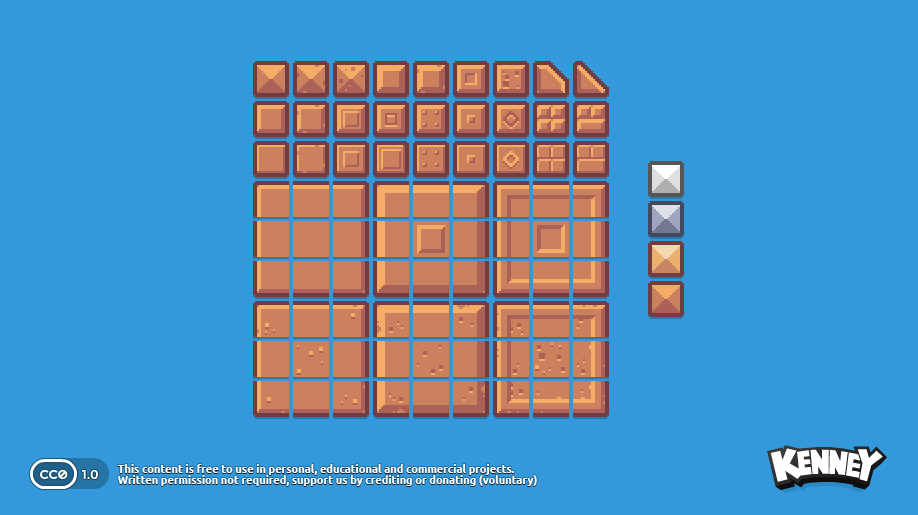 CC0 1.0
This content is free to use in personal, educational and commercial projects.
Written permission not required, support us by crediting or donating (voluntary)
KENNEY